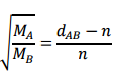 √(M_A/M_B) = (d_AB − n)/n